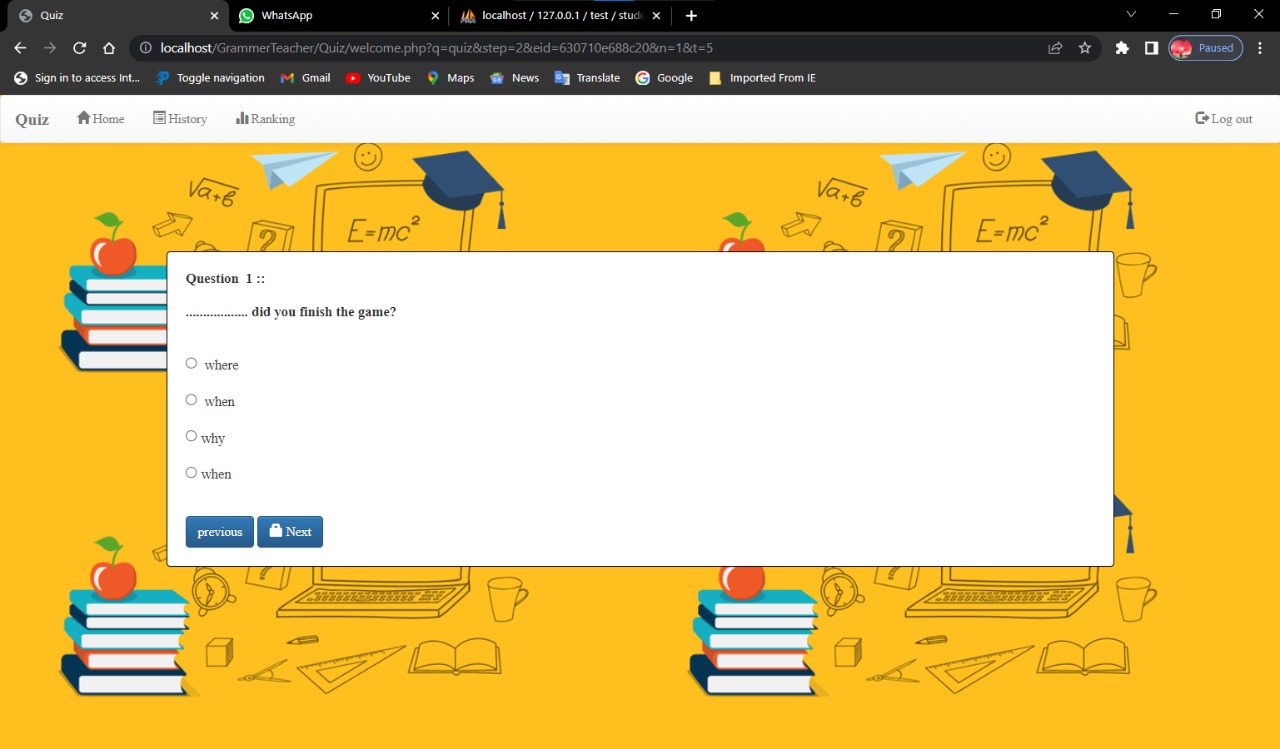 Quiz
WhatsApp
localhost / 127.0.0.1 / test / stud
localhost/GrammerTeacher/Quiz/welcome.php?q=quiz&step=2&eid=630710e688c20&n=1&t=5
Paused
Sign in to access Int... Toggle navigation Gmail YouTube Maps News Translate Google Imported From IE
Quiz Home History Ranking Log out
√a+b √a+b
E=mc² E=mc²
? ?
Question 1 ::
.................. did you finish the game?
where
when
why
when
previous Next